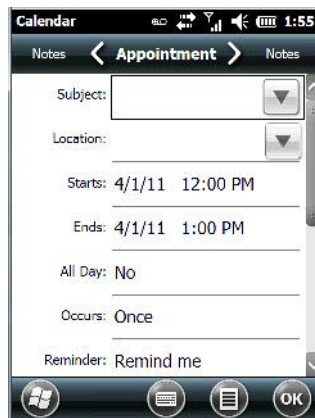 Calendar 1:55
Notes Appointment Notes
Subject:
Location:
Starts: 4/1/11 12:00 PM
Ends: 4/1/11 1:00 PM
All Day: No
Occurs: Once
Reminder: Remind me
OK